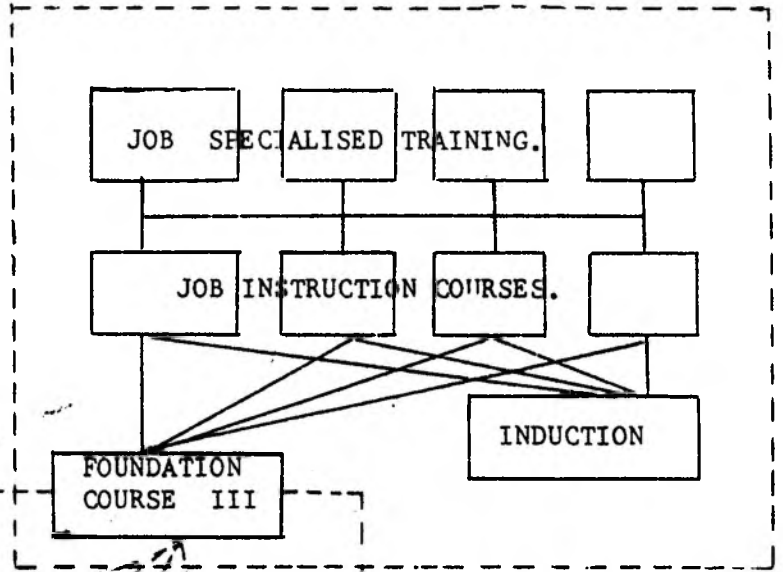 JOB SPECIALISED TRAINING.
JOB INSTRUCTION COURSES.
INDUCTION
FOUNDATION
COURSE III